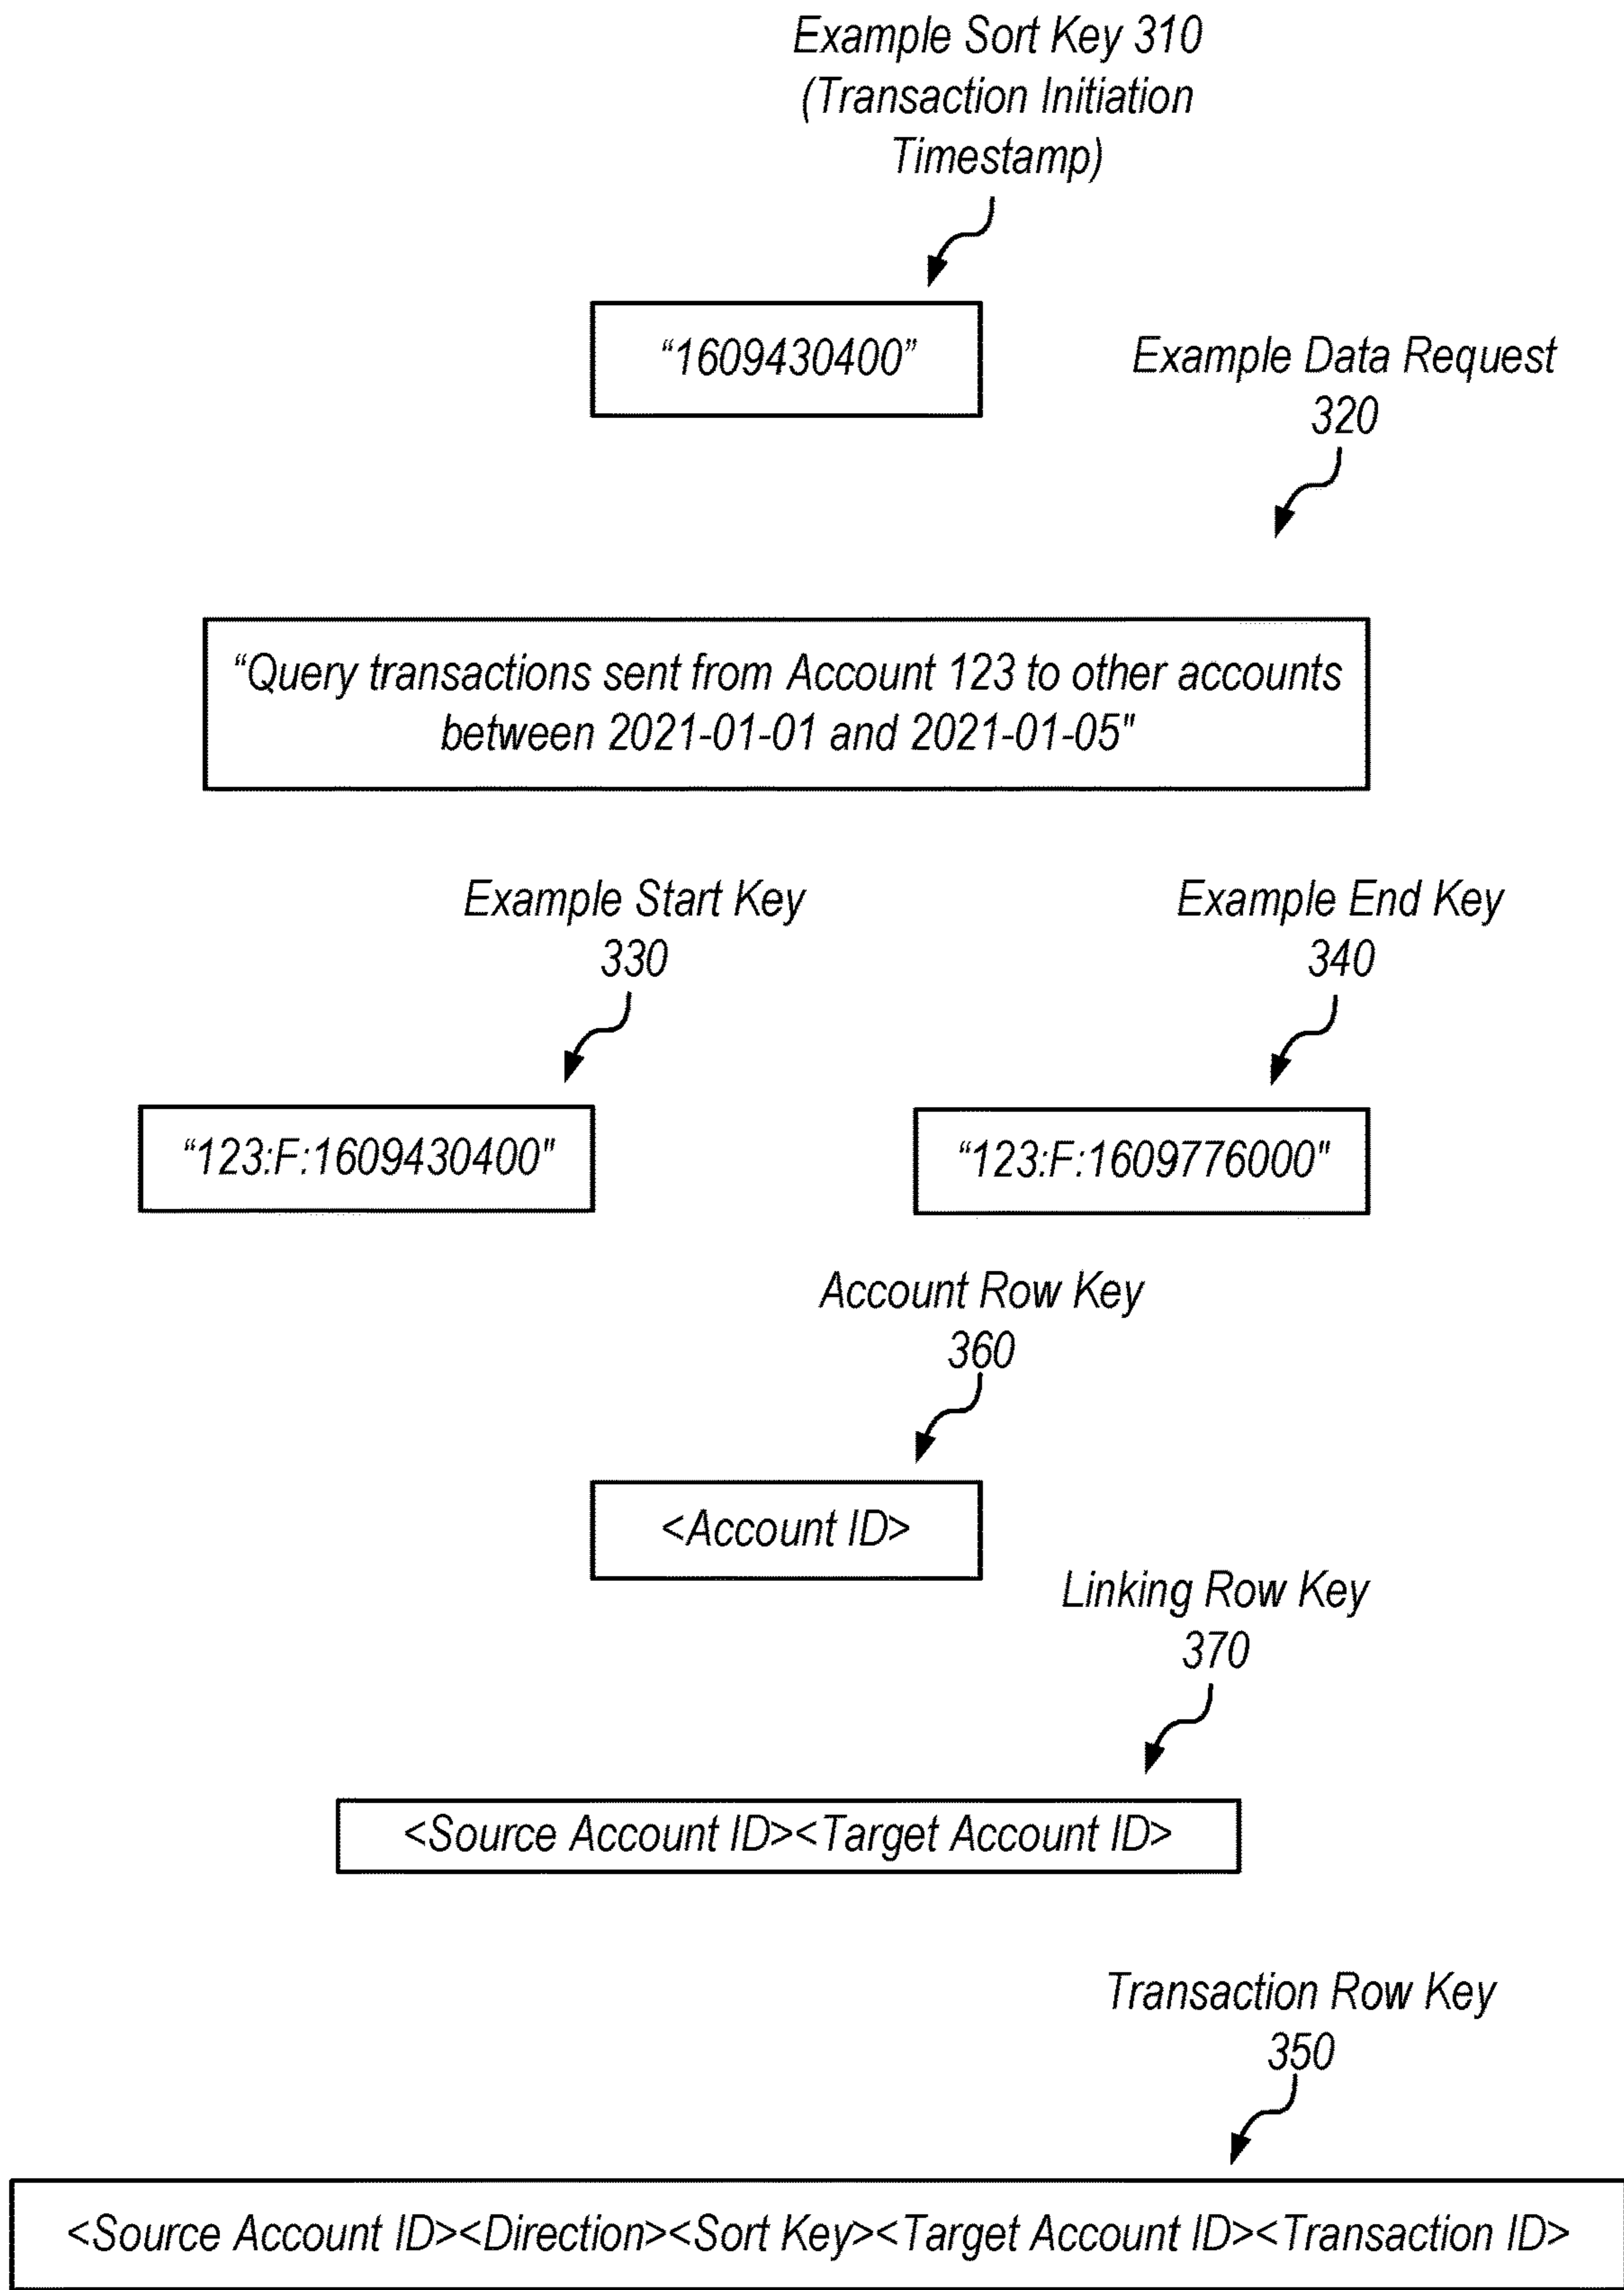 Example Sort Key 310
(Transaction Initiation
Timestamp)
“1609430400”
Example Data Request
320
“Query transactions sent from Account 123 to other accounts
between 2021-01-01 and 2021-01-05"
Example Start Key
330
Example End Key
340
“123:F:1609430400"
“123:F:1609776000"
Account Row Key
360
<Account ID>
Linking Row Key
370
<Source Account ID><Target Account ID>
Transaction Row Key
350
<Source Account ID><Direction><Sort Key><Target Account ID><Transaction ID>